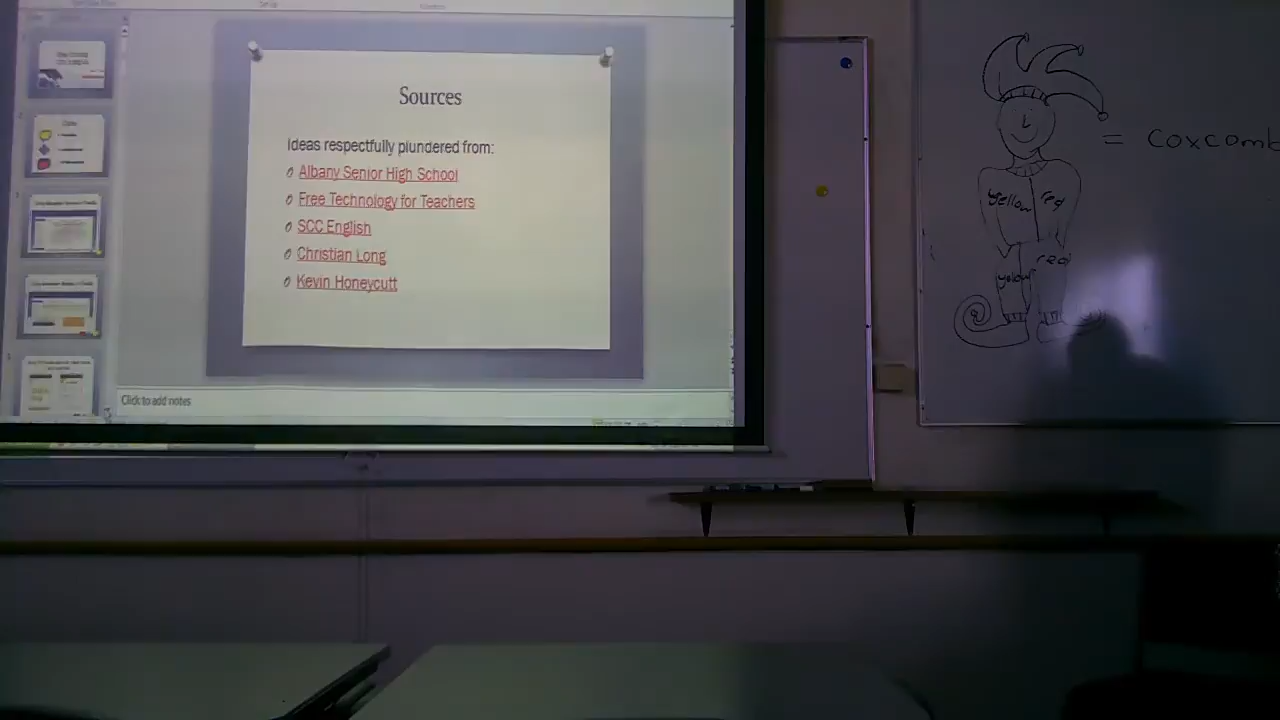 Sources
Ideas respectfully plundered from:
Albany Senior High School
Free Technology for Teachers
SCC English
Christian Long
Kevin Honeycutt
Click to add notes
= coxcomb
yellow red
yellow red